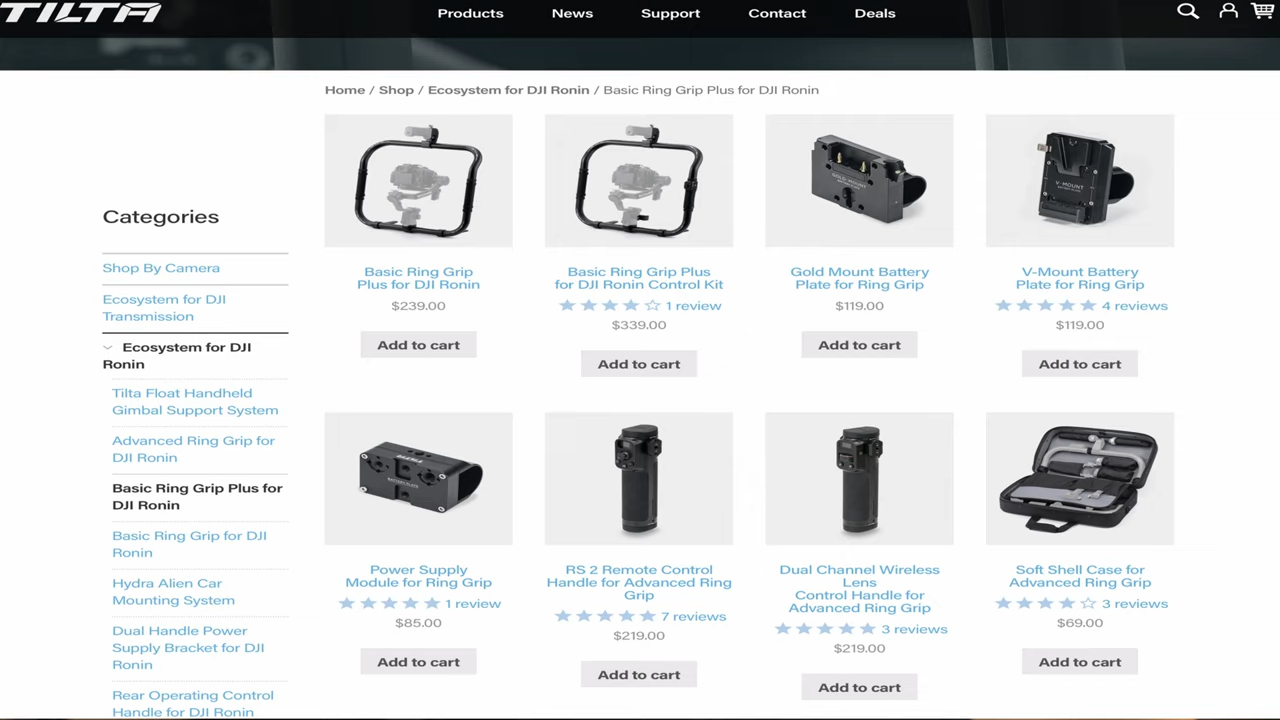 TILTA
Products News Support Contact Deals
Home / Shop / Ecosystem for DJI Ronin / Basic Ring Grip Plus for DJI Ronin
Categories
Shop By Camera
Ecosystem for DJI
Transmission
Ecosystem for DJI
Ronin
Tilta Float Handheld
Gimbal Support System
Advanced Ring Grip for
DJI Ronin
Basic Ring Grip Plus for
DJI Ronin
Basic Ring Grip for DJI
Ronin
Hydra Alien Car
Mounting System
Dual Handle Power
Supply Bracket for DJI
Ronin
Rear Operating Control
Handle for DJI Ronin
Basic Ring Grip
Plus for DJI Ronin
$239.00
Add to cart
Basic Ring Grip Plus
for DJI Ronin Control Kit
1 review
$339.00
Add to cart
GOLD MOUNT
Gold Mount Battery
Plate for Ring Grip
$119.00
Add to cart
V-MOUNT
V-Mount Battery
Plate for Ring Grip
4 reviews
$119.00
Add to cart
BATTERY PLATE
Power Supply
Module for Ring Grip
1 review
$85.00
Add to cart
RS 2 Remote Control
Handle for Advanced Ring
Grip
7 reviews
$219.00
Add to cart
Dual Channel Wireless
Lens
Control Handle for
Advanced Ring Grip
3 reviews
$219.00
Add to cart
Soft Shell Case for
Advanced Ring Grip
3 reviews
$69.00
Add to cart